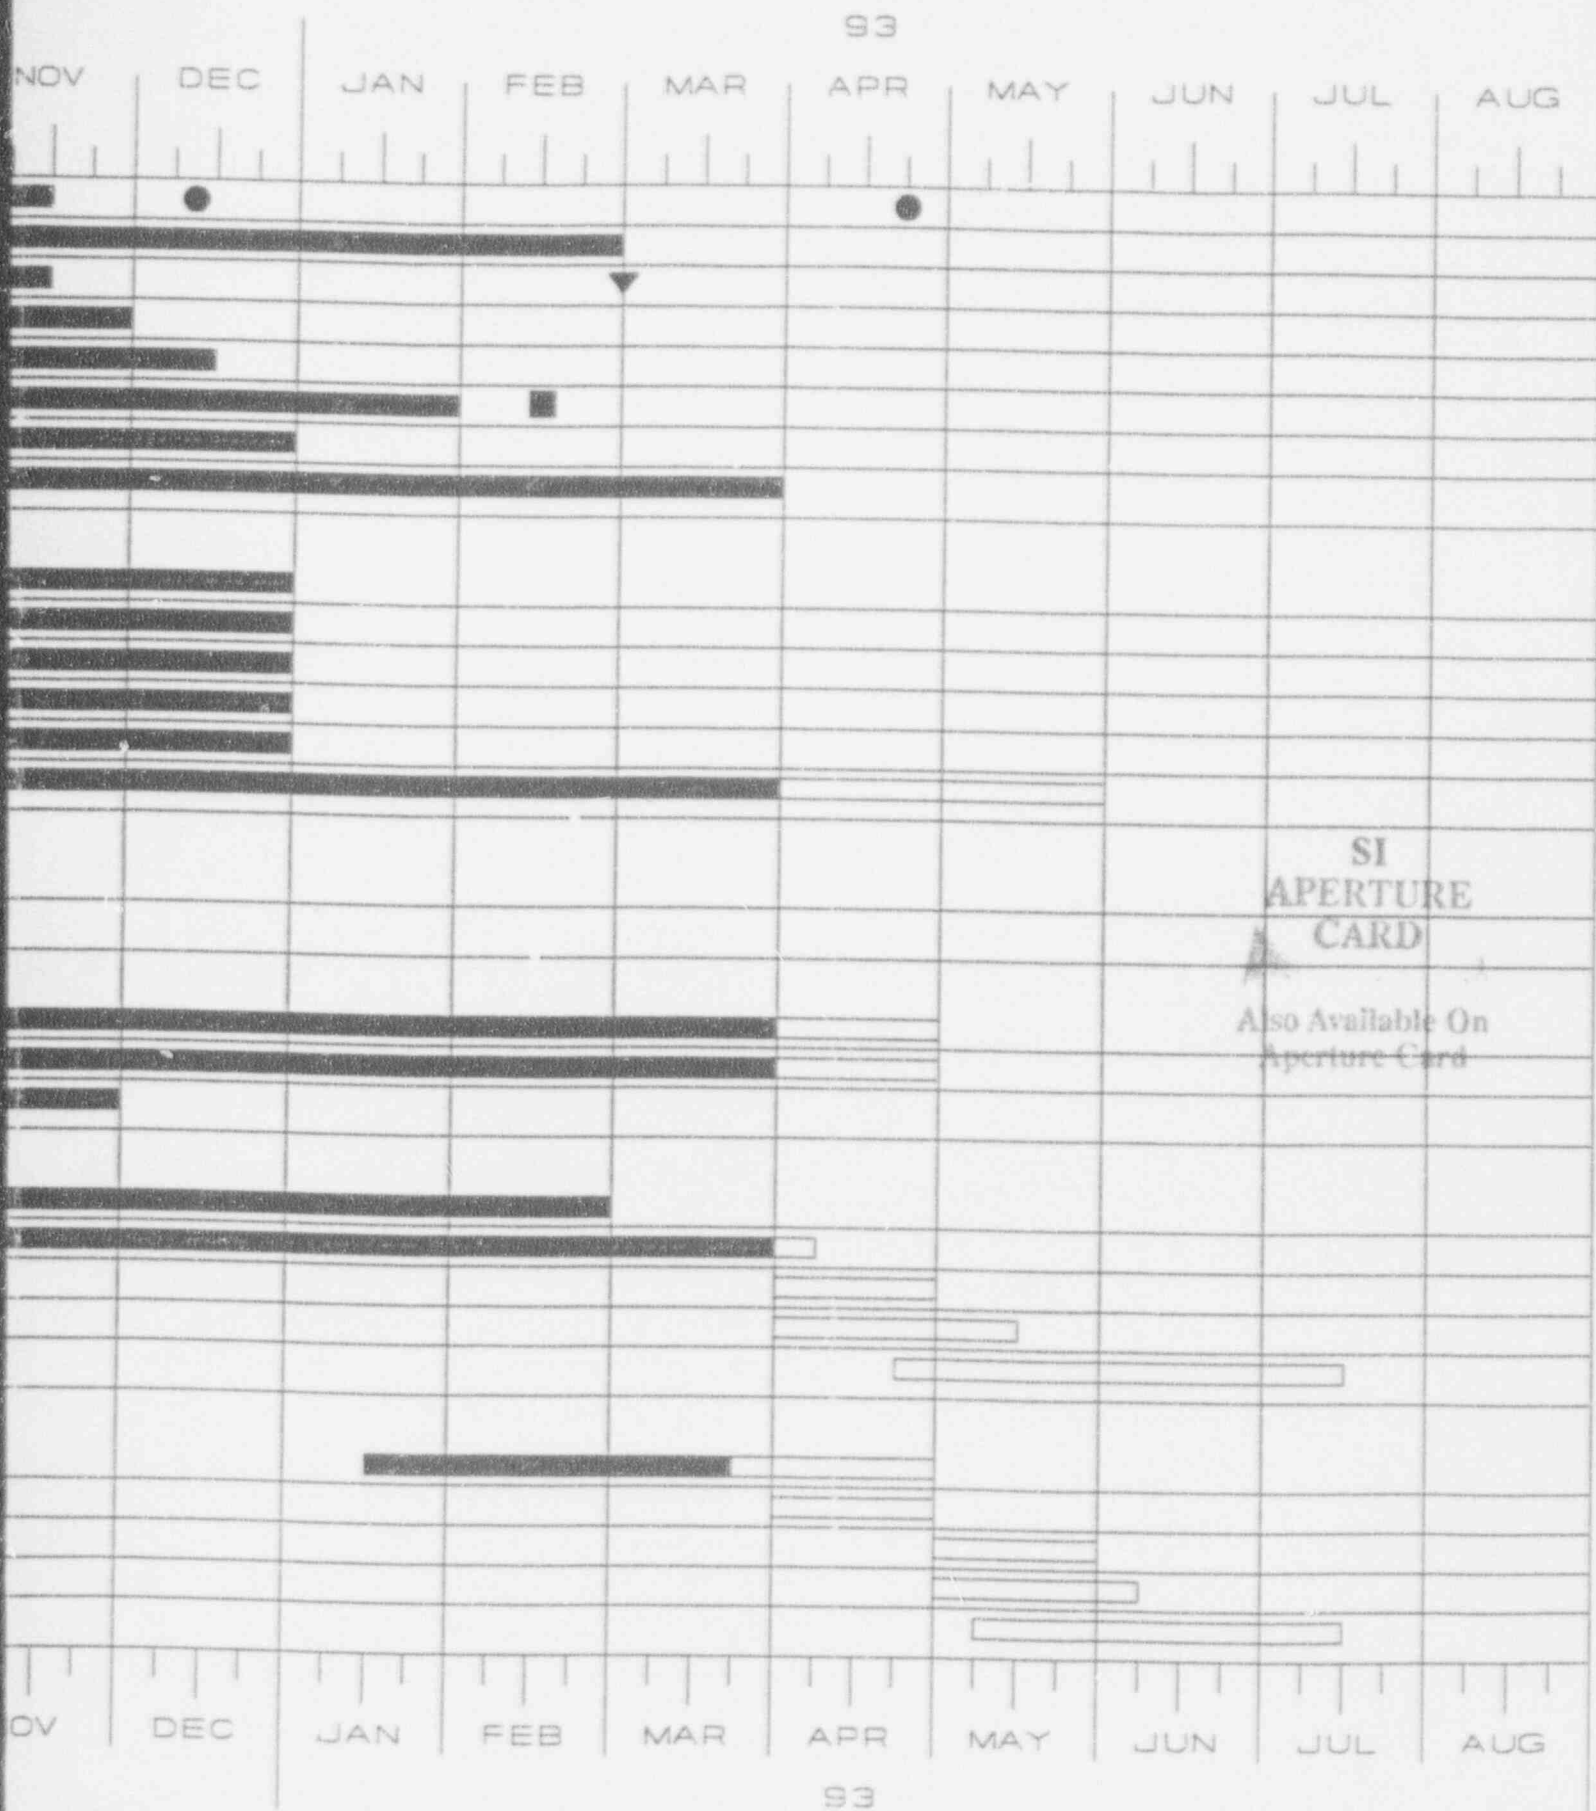 93
NOV DEC JAN FEB MAR APR MAY JUN JUL AUG
SI
APERTURE
CARD
Also Available On
Aperture Card
OV DEC JAN FEB MAR APR MAY JUN JUL AUG
93